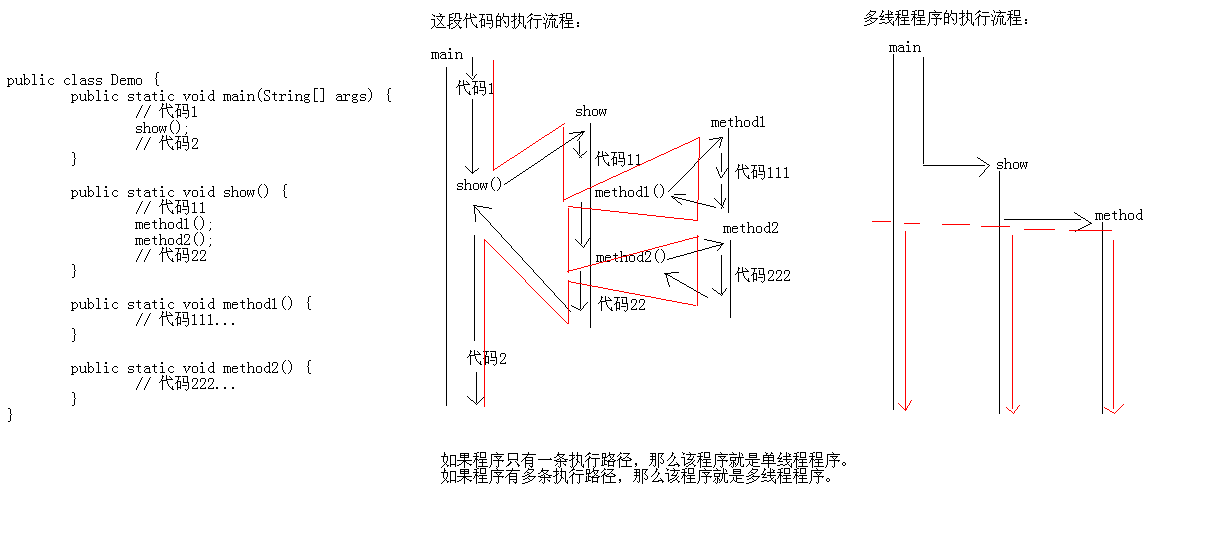 public class Demo {
public static void main(String[] args) {
// 代码1
show();
// 代码2
}
public static void show() {
// 代码11
method1();
method2();
// 代码22
}
public static void method1() {
// 代码111...
}
public static void method2() {
// 代码222...
}
}
这段代码的执行流程:
main
代码1
show()
代码2
show
代码11
method1()
method2()
代码22
method1
代码111
method2
代码222
如果程序只有一条执行路径，那么该程序就是单线程程序。
如果程序有多条执行路径，那么该程序就是多线程程序。
多线程程序的执行流程:
main
show
method